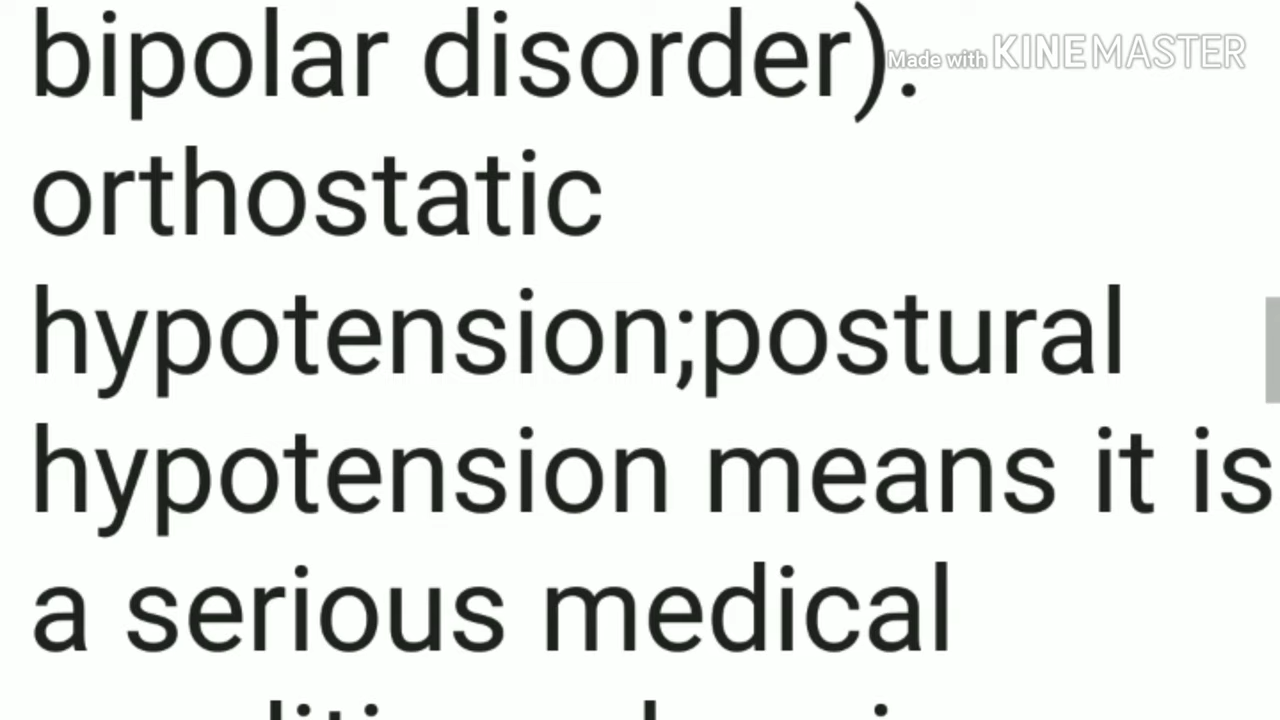 bipolar disorder).
Made with KINEMASTER
orthostatic
hypotension;postural
hypotension means it is
a serious medical